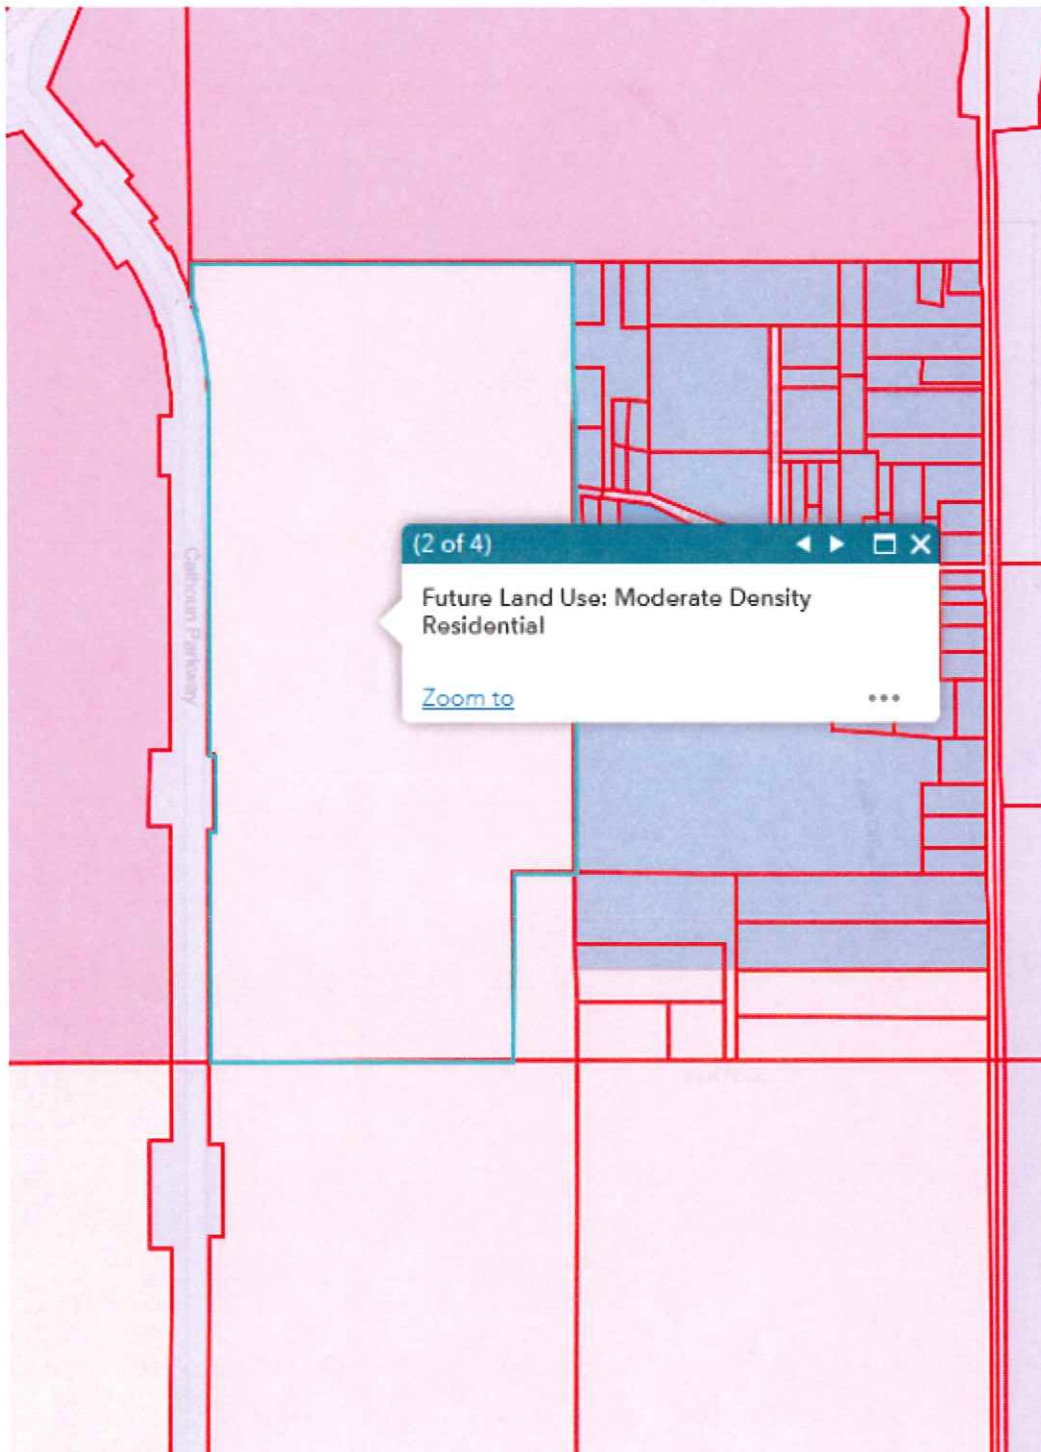 (2 of 4)
Future Land Use: Moderate Density
Residential
Zoom to
Calhoun Parkway